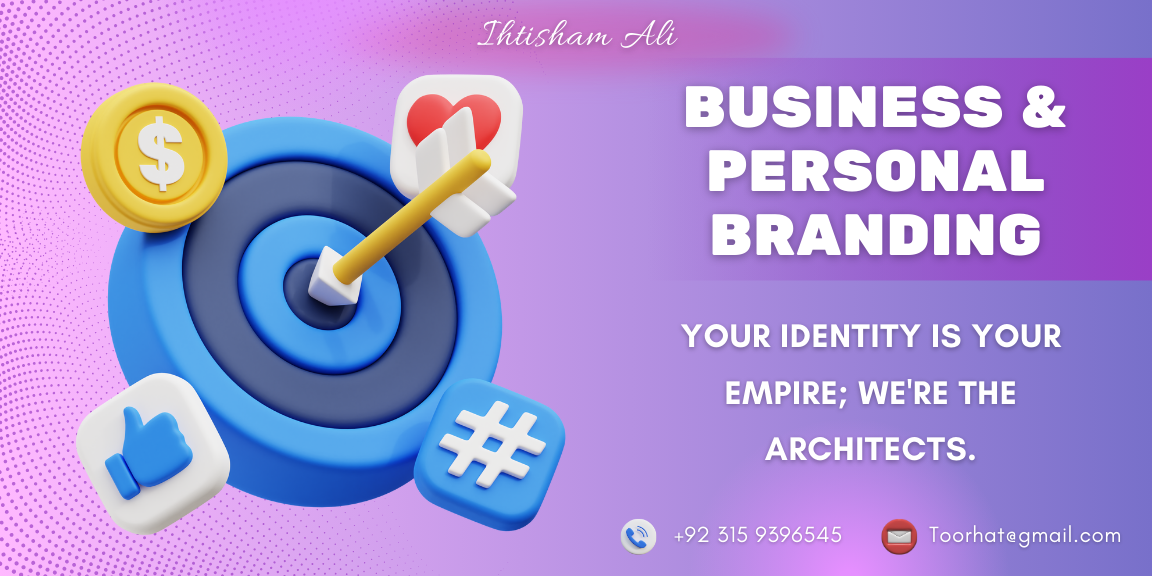 Ihtisham Ali
BUSINESS &
PERSONAL
BRANDING
YOUR IDENTITY IS YOUR
EMPIRE; WE'RE THE
ARCHITECTS.
+92 315 9396545
Toorhat@gmail.com
$
#